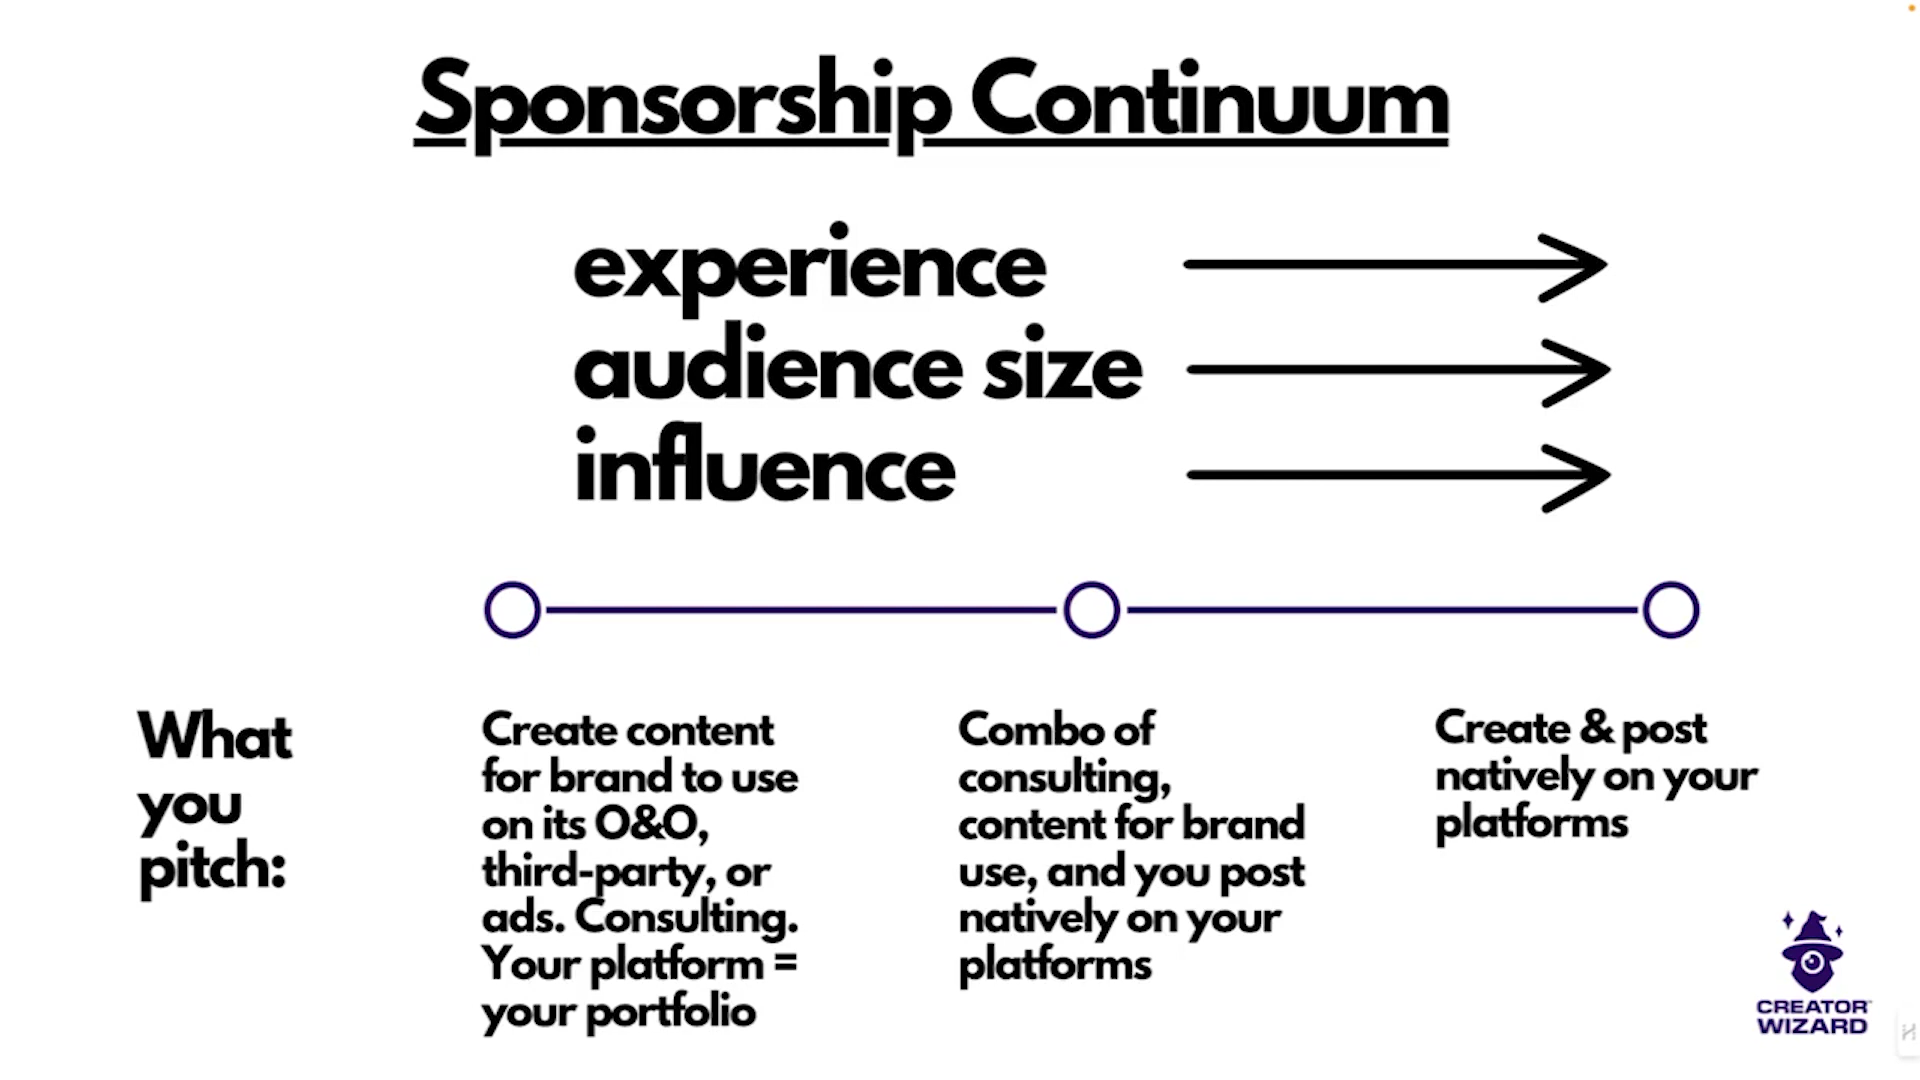 Sponsorship Continuum
experience
audience size
influence
What
you
pitch:
Create content
for brand to use
on its O&O,
third-party, or
ads. Consulting.
Your platform =
your portfolio
Combo of
consulting,
content for brand
use, and you post
natively on your
platforms
Create & post
natively on your
platforms
CREATOR
WIZARD